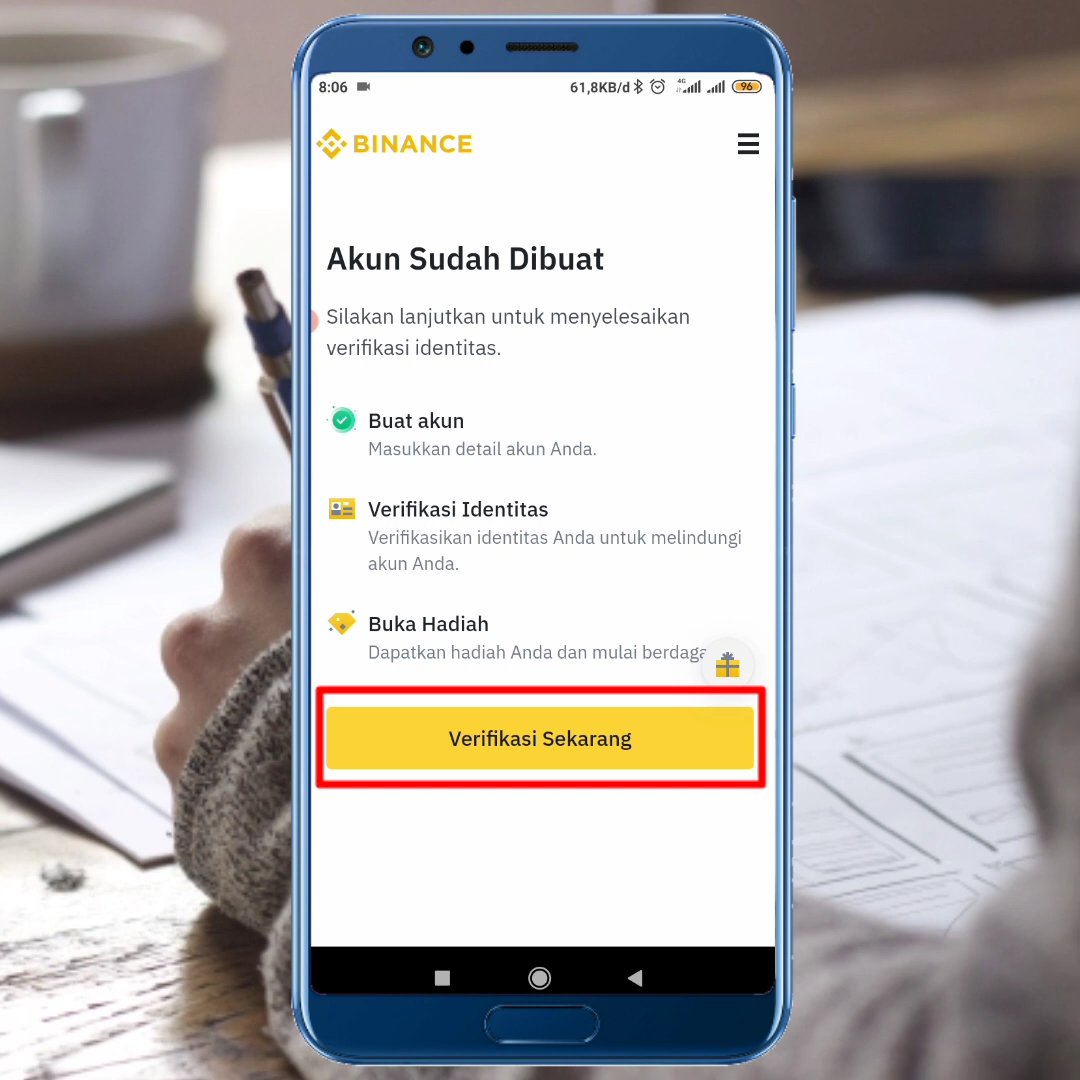 8:06 61,8KB/d 4G 96
BINANCE
Akun Sudah Dibuat
Silakan lanjutkan untuk menyelesaikan
verifikasi identitas.
Buat akun
Masukkan detail akun Anda.
Verifikasi Identitas
Verifikasikan identitas Anda untuk melindungi
akun Anda.
Buka Hadiah
Dapatkan hadiah Anda dan mulai berdaga
Verifikasi Sekarang